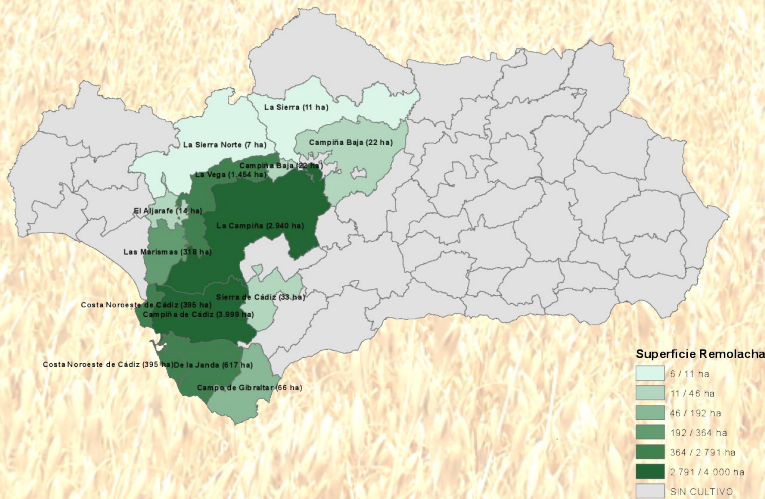 La Sierra (11 ha)
La Sierra Norte (7 ha)
Campiña Baja (22 ha)
Campiña Baja (22 ha)
La Vega (1.454 ha)
El Aljarafe (14 ha)
La Campiña (2.940 ha)
Las Marismas (318 ha)
Sierra de Cádiz (33 ha)
Costa Noroeste de Cádiz (395 ha)
Campiña de Cádiz (3.999 ha)
Costa Noroeste de Cádiz (395 ha)
De la Janda (617 ha)
Campo de Gibraltar (66 ha)
Superficie Remolacha
5 / 11 ha
11 / 46 ha
46 / 192 ha
192 / 364 ha
364 / 2 791 ha
2 791 / 4 000 ha
SIN CULTIVO